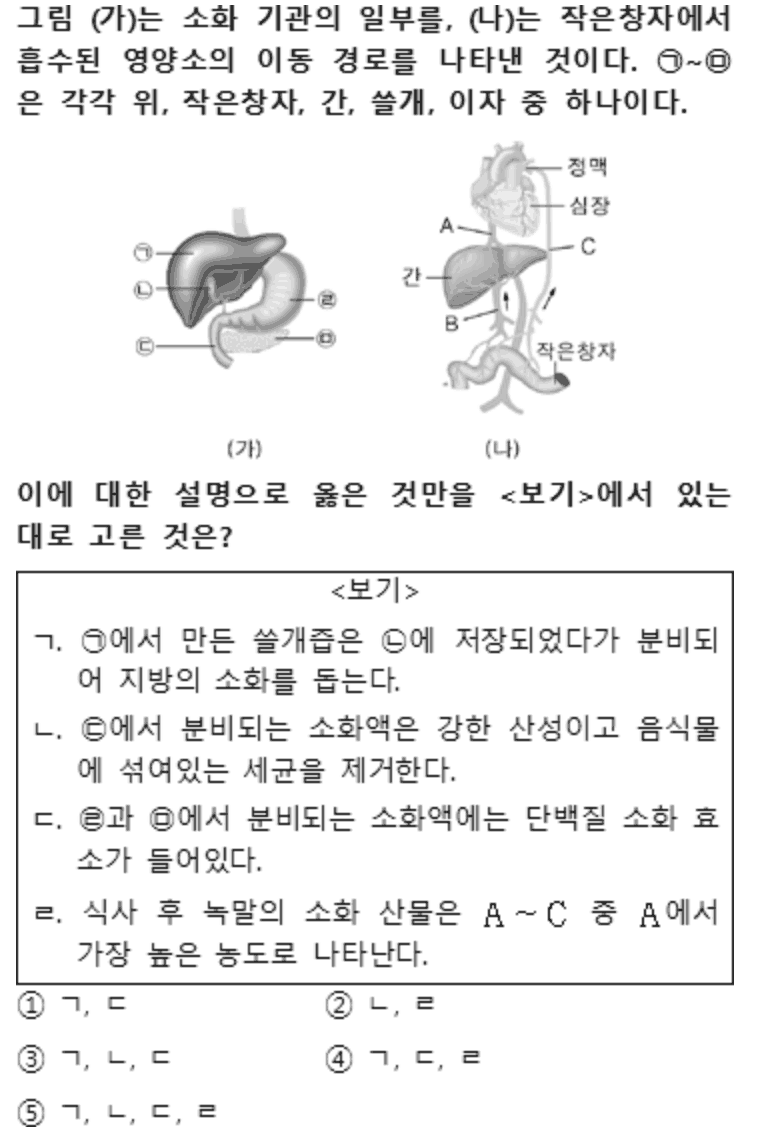 그림 (가)는 소화 기관의 일부를, (나)는 작은창자에서
흡수된 영양소의 이동 경로를 나타낸 것이다. ㉠~㉤
은 각각 위, 작은창자, 간, 쓸개, 이자 중 하나이다.
㉠
㉡
㉢
㉣
㉤
(가)
정맥
심장
A
C
간
B
작은창자
(나)
이에 대한 설명으로 옳은 것만을 <보기>에서 있는
대로 고른 것은?
<보기>
ㄱ. ㉠에서 만든 쓸개즙은 ㉡에 저장되었다가 분비되
어 지방의 소화를 돕는다.
ㄴ. ㉢에서 분비되는 소화액은 강한 산성이고 음식물
에 섞여있는 세균을 제거한다.
ㄷ. ㉣과 ㉤에서 분비되는 소화액에는 단백질 소화 효
소가 들어있다.
ㄹ. 식사 후 녹말의 소화 산물은 A ~ C 중 A에서
가장 높은 농도로 나타난다.
① ㄱ, ㄷ ② ㄴ, ㄹ
③ ㄱ, ㄴ, ㄷ ④ ㄱ, ㄷ, ㄹ
⑤ ㄱ, ㄴ, ㄷ, ㄹ